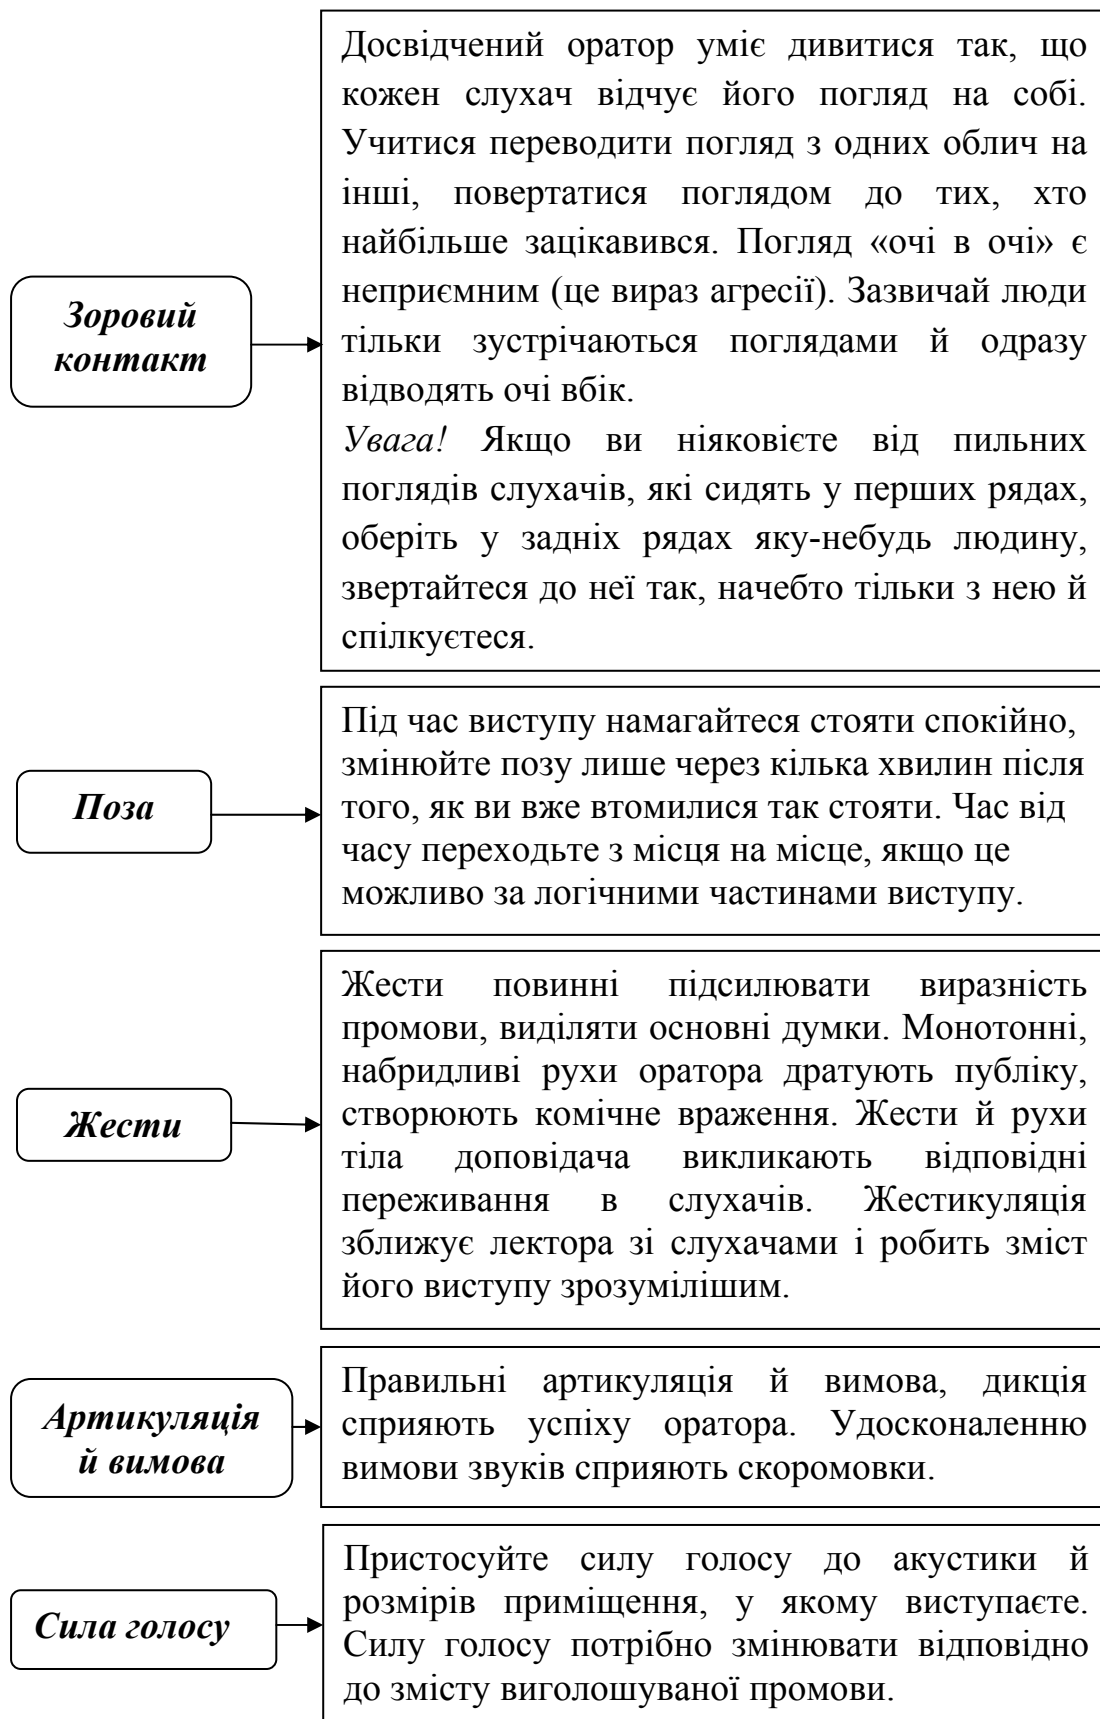 Зоровий
контакт
Досвідчений оратор уміє дивитися так, що
кожен слухач відчує його погляд на собі.
Учитися переводити погляд з одних облич на
інші, повертатися поглядом до тих, хто
найбільше зацікавився. Погляд «очі в очі» є
неприємним (це вираз агресії). Зазвичай люди
тільки зустрічаються поглядами й одразу
відводять очі вбік.
Увага! Якщо ви ніяковієте від пильних
поглядів слухачів, які сидять у перших рядах,
оберіть у задніх рядах яку-небудь людину,
звертайтеся до неї так, начебто тільки з нею й
спілкуєтеся.
Поза
Під час виступу намагайтеся стояти спокійно,
змінюйте позу лише через кілька хвилин після
того, як ви вже втомилися так стояти. Час від
часу переходьте з місця на місце, якщо це
можливо за логічними частинами виступу.
Жести
Жести повинні підсилювати виразність
промови, виділяти основні думки. Монотонні,
набридливі рухи оратора дратують публіку,
створюють комічне враження. Жести й рухи
тіла доповідача викликають відповідні
переживання в слухачів. Жестикуляція
зближує лектора зі слухачами і робить зміст
його виступу зрозумілішим.
Артикуляція
й вимова
Правильні артикуляція й вимова, дикція
сприяють успіху оратора. Удосконаленню
вимови звуків сприяють скоромовки.
Сила голосу
Пристосуйте силу голосу до акустики й
розмірів приміщення, у якому виступаєте.
Силу голосу потрібно змінювати відповідно
до змісту виголошуваної промови.